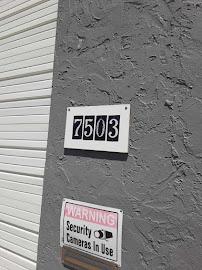 7503
WARNING
Security
Cameras In Use